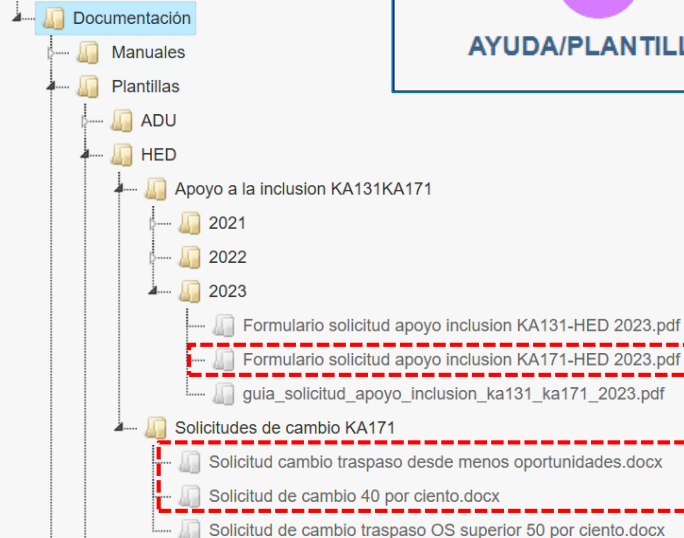 Documentación
AYUDA/PLANTILL
Manuales
Plantillas
ADU
HED
Apoyo a la inclusion KA131KA171
2021
2022
2023
Formulario solicitud apoyo inclusion KA131-HED 2023.pdf
Formulario solicitud apoyo inclusion KA171-HED 2023.pdf
guia_solicitud_apoyo_inclusion_ka131_ka171_2023.pdf
Solicitudes de cambio KA171
Solicitud cambio traspaso desde menos oportunidades.docx
Solicitud de cambio 40 por ciento.docx
Solicitud de cambio traspaso OS superior 50 por ciento.docx